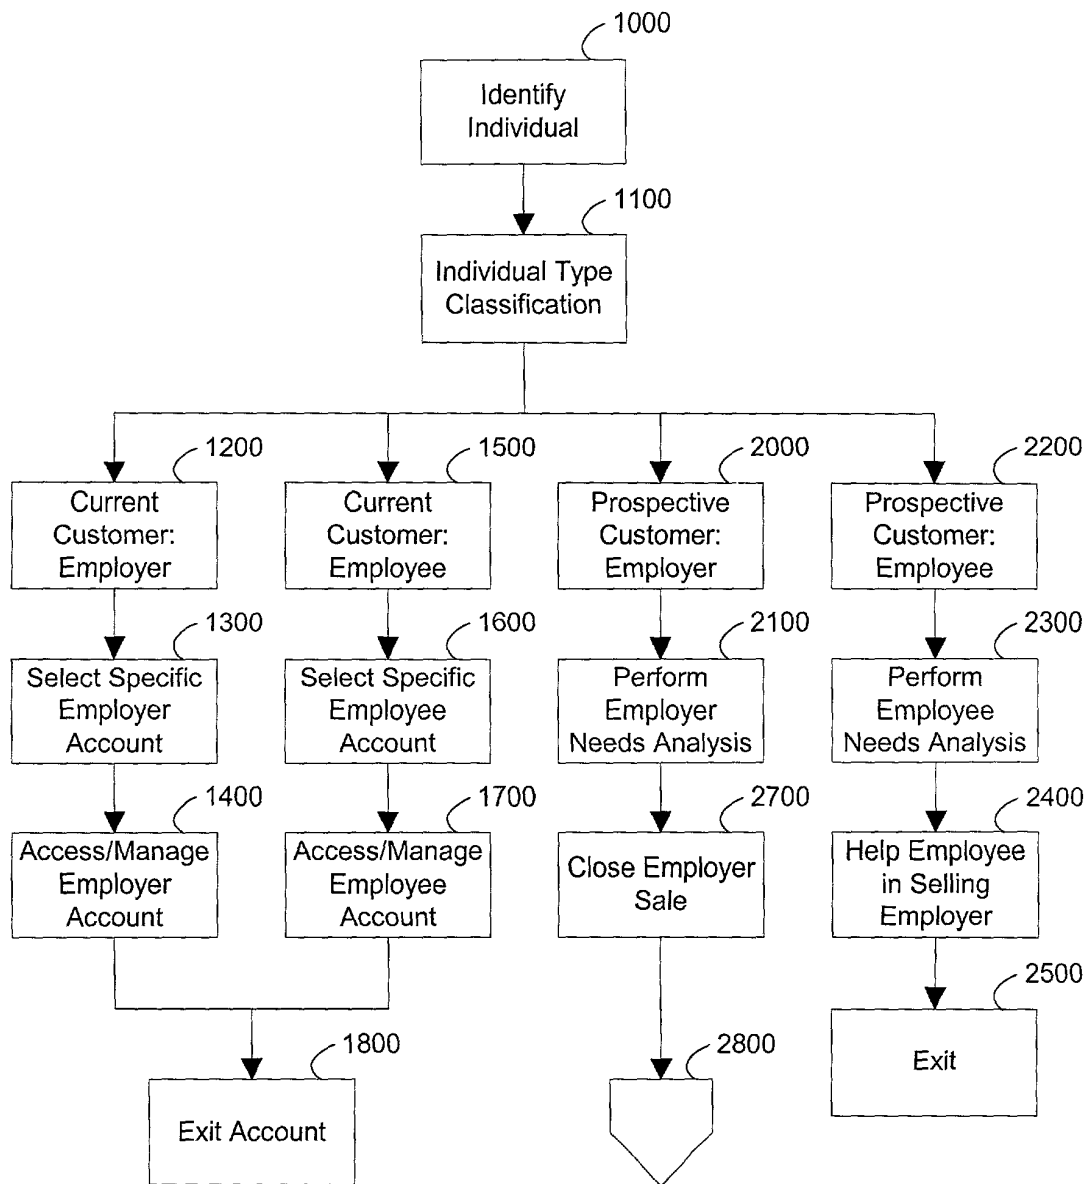 1000
Identify
Individual
1100
Individual Type
Classification
1200
Current
Customer:
Employer
1500
Current
Customer:
Employee
2000
Prospective
Customer:
Employer
2200
Prospective
Customer:
Employee
1300
Select Specific
Employer
Account
1600
Select Specific
Employee
Account
2100
Perform
Employer
Needs Analysis
2300
Perform
Employee
Needs Analysis
1400
Access/Manage
Employer
Account
1700
Access/Manage
Employee
Account
2700
Close Employer
Sale
2400
Help Employee
in Selling
Employer
1800
Exit Account
2800
2500
Exit